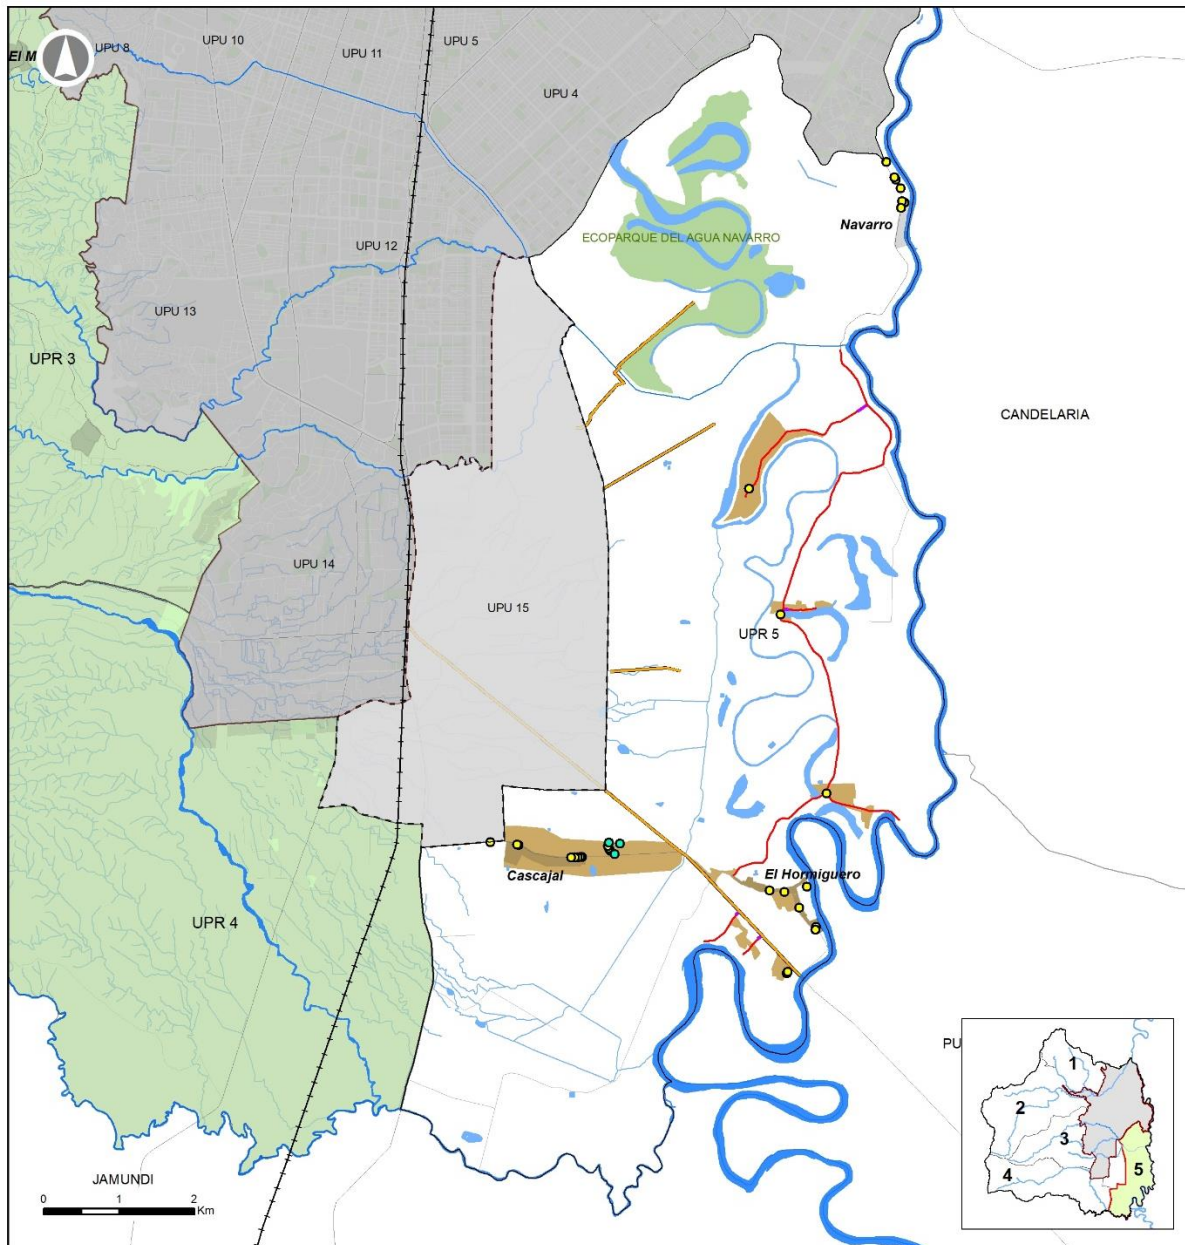 UPU 10
UPU 5
El M
UPU 8
UPU 11
UPU 4
Navarro
ECOPARQUE DEL AGUA NAVARRO
UPU 12
UPU 13
UPR 3
CANDELARIA
UPU 14
UPU 15
UPR 5
Cascajal
El Hormiguero
UPR 4
PU
1
2
3
4
5
JAMUNDI
0 1 2
Km